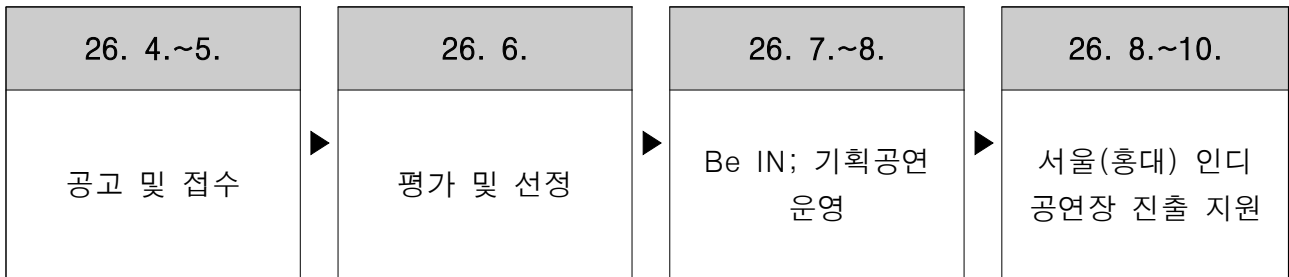 26. 4.~5.
공고 및 접수
▶
26. 6.
평가 및 선정
▶
26. 7.~8.
Be IN; 기획공연
운영
▶
26. 8.~10.
서울(홍대) 인디
공연장 진출 지원